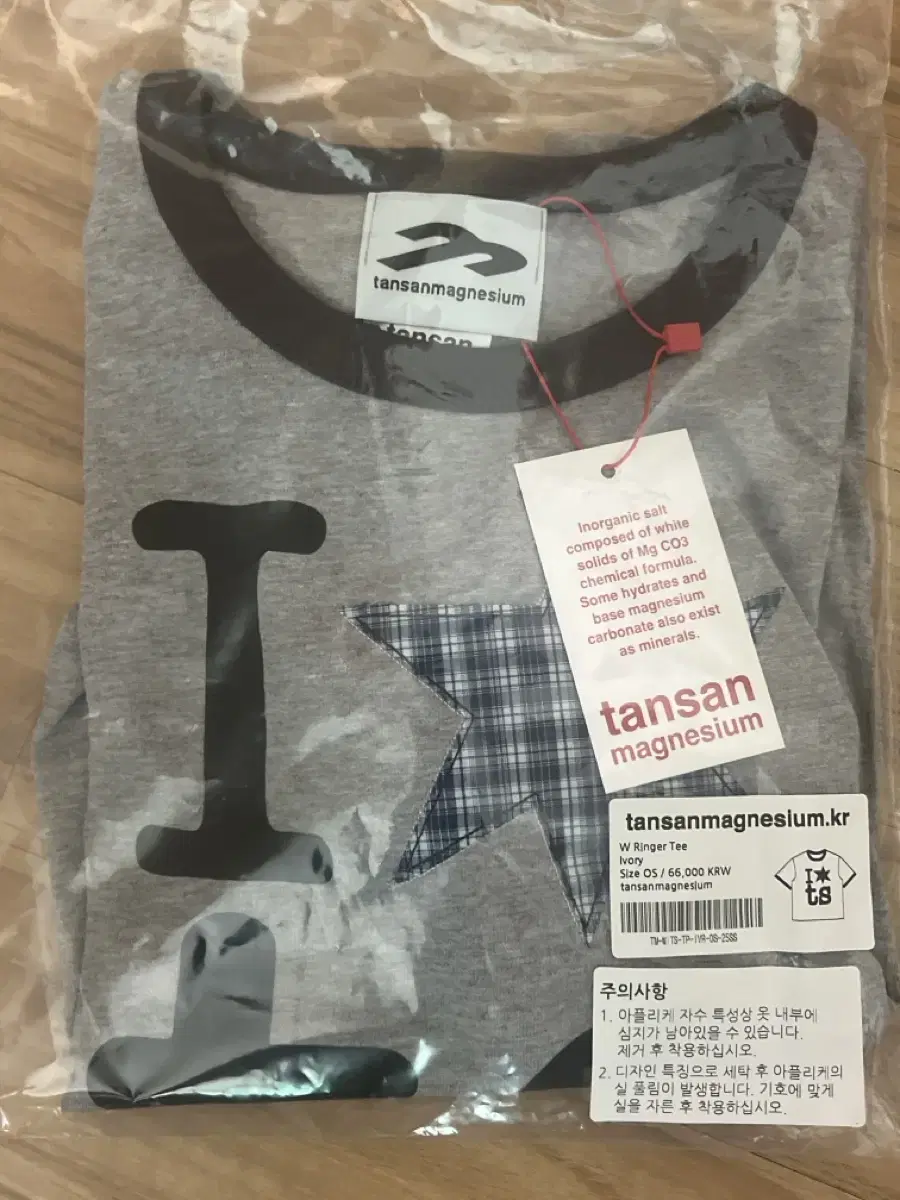 tansanmagnesium
tansan
Inorganic salt
composed of white
solids of Mg CO3
chemical formula.
Some hydrates and
base magnesium
carbonate also exist
as minerals.
tansan
magnesium
I
tansanmagnesium.kr
W Ringer Tee
Ivory
Size OS / 66,000 KRW
tansanmagnesium
TM-WITS-TP-IVR-OS-25SS
I
ts
주의사항
1. 아플리케 자수 특성상 옷 내부에
심지가 남아있을 수 있습니다.
제거 후 착용하십시오.
2. 디자인 특징으로 세탁 후 아플리케의
실 풀림이 발생합니다. 기호에 맞게
실을 자른 후 착용하십시오.